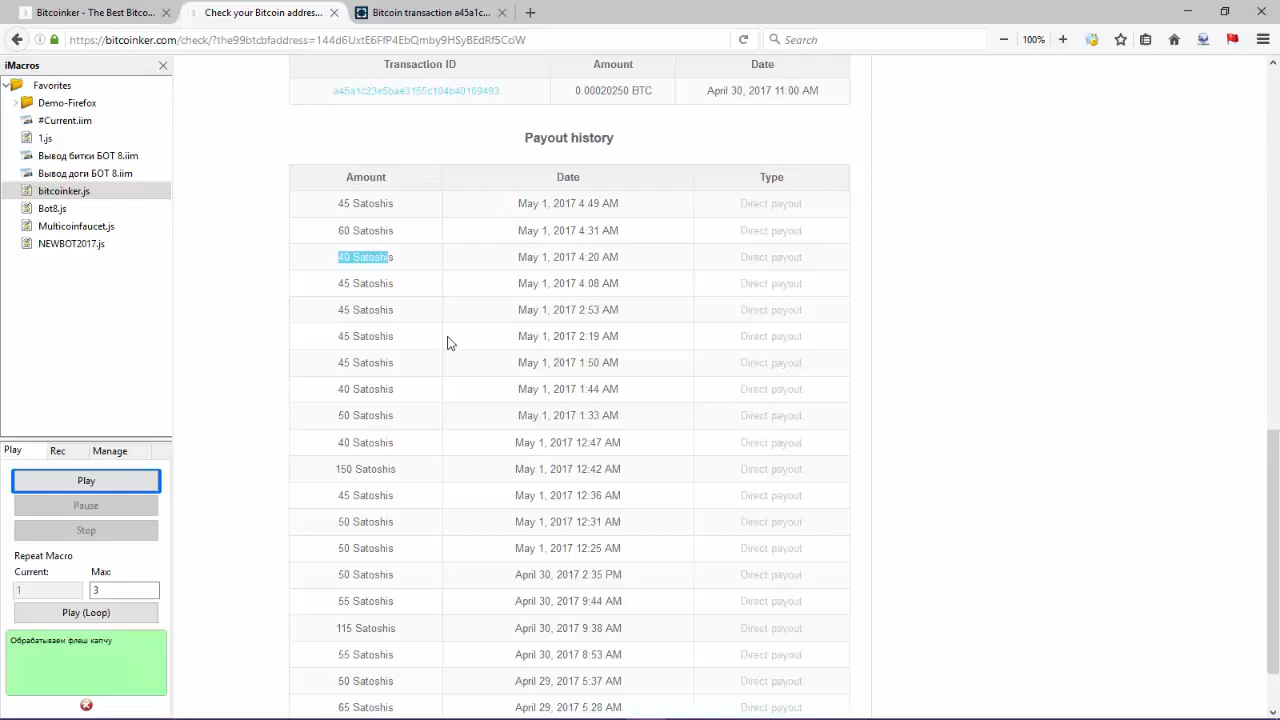 Bitcoinker - The Best Bitco...
Check your Bitcoin addres...
Bitcoin transaction a45a1c...
https://bitcoinker.com/check/?the99btcbfaddress=144d6UxtE6FfP4EbQmby9HSyBEdRf5CoiW
100%
Search
iMacros
Favorites
Demo-Firefox
#Current.iim
1.js
Вывод битки БОТ 8.iim
Вывод доги БОТ 8.iim
bitcoinker.js
Bot8.js
Multicoinfaucet.js
NEWBOT2017.js
Play Rec Manage
Play
Pause
Stop
Repeat Macro
Current: Max:
1 3
Play (Loop)
Обрабатываем флеш капчу
Transaction ID Amount Date
a45a1c23e5bae3155c104b40169493... 0.00020250 BTC April 30, 2017 11:00 AM
Payout history
Amount Date Type
45 Satoshis May 1, 2017 4:49 AM Direct payout
60 Satoshis May 1, 2017 4:31 AM Direct payout
40 Satoshis May 1, 2017 4:20 AM Direct payout
45 Satoshis May 1, 2017 4:08 AM Direct payout
45 Satoshis May 1, 2017 2:53 AM Direct payout
45 Satoshis May 1, 2017 2:19 AM Direct payout
45 Satoshis May 1, 2017 1:50 AM Direct payout
40 Satoshis May 1, 2017 1:44 AM Direct payout
50 Satoshis May 1, 2017 1:33 AM Direct payout
40 Satoshis May 1, 2017 12:47 AM Direct payout
150 Satoshis May 1, 2017 12:42 AM Direct payout
45 Satoshis May 1, 2017 12:36 AM Direct payout
50 Satoshis May 1, 2017 12:31 AM Direct payout
50 Satoshis May 1, 2017 12:25 AM Direct payout
50 Satoshis April 30, 2017 2:35 PM Direct payout
55 Satoshis April 30, 2017 9:44 AM Direct payout
115 Satoshis April 30, 2017 9:38 AM Direct payout
55 Satoshis April 30, 2017 8:53 AM Direct payout
50 Satoshis April 29, 2017 5:37 AM Direct payout
65 Satoshis April 29, 2017 5:28 AM Direct payout